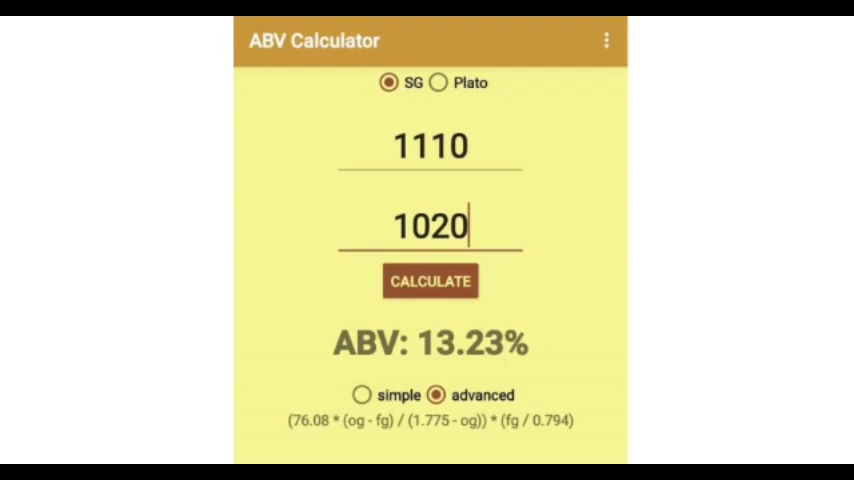 ABV Calculator
SG Plato
1110
1020
CALCULATE
ABV: 13.23%
simple advanced
(76.08 * (og - fg) / (1.775 - og)) * (fg / 0.794)